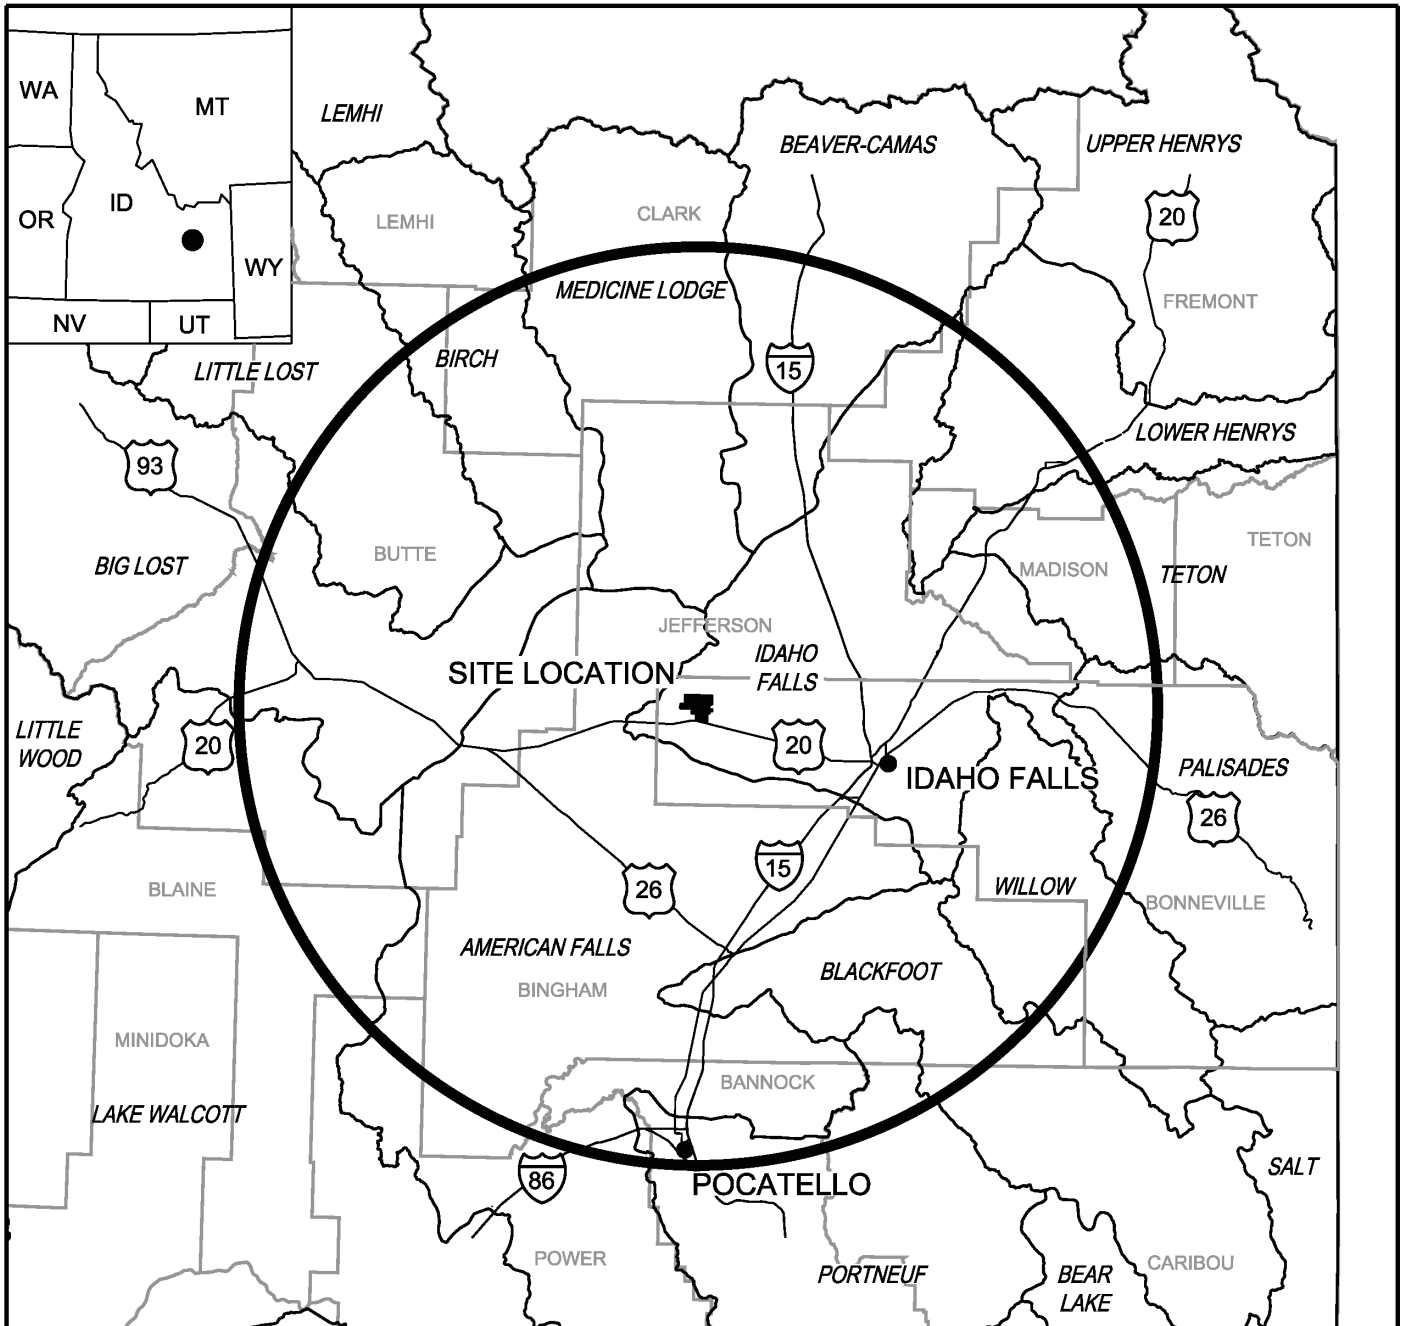 WA
MT
OR
ID
WY
NV
UT
LEMHI
BEAVER-CAMAS
UPPER HENRYS
20
LEMHI
CLARK
MEDICINE LODGE
FREMONT
LITTLE LOST
BIRCH
15
93
LOWER HENRYS
BIG LOST
BUTTE
MADISON
TETON
TETON
JEFFERSON
IDAHO
FALLS
SITE LOCATION
LITTLE
WOOD
20
20
IDAHO FALLS
PALISADES
26
15
26
BLAINE
WILLOW
BONNEVILLE
AMERICAN FALLS
BINGHAM
BLACKFOOT
MINIDOKA
BANNOCK
LAKE WALCOTT
SALT
86
POCATELLO
POWER
PORTNEUF
BEAR
LAKE
CARIBOU